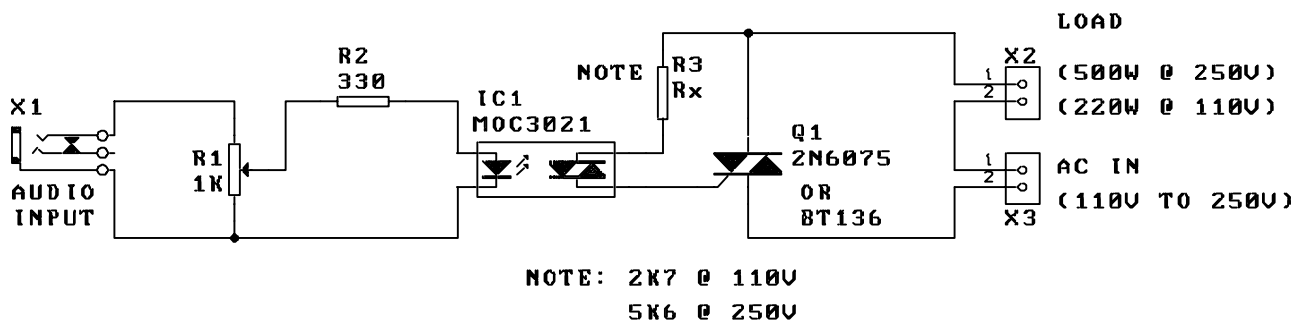 X1
AUDIO
INPUT
R1
1K
R2
330
IC1
MOC3021
NOTE
R3
Rx
Q1
2N6075
OR
BT136
LOAD
X2
1
2
(500W @ 250V)
(220W @ 110V)
1
2
X3
AC IN
(110V TO 250V)
NOTE: 2K7 @ 110V
5K6 @ 250V